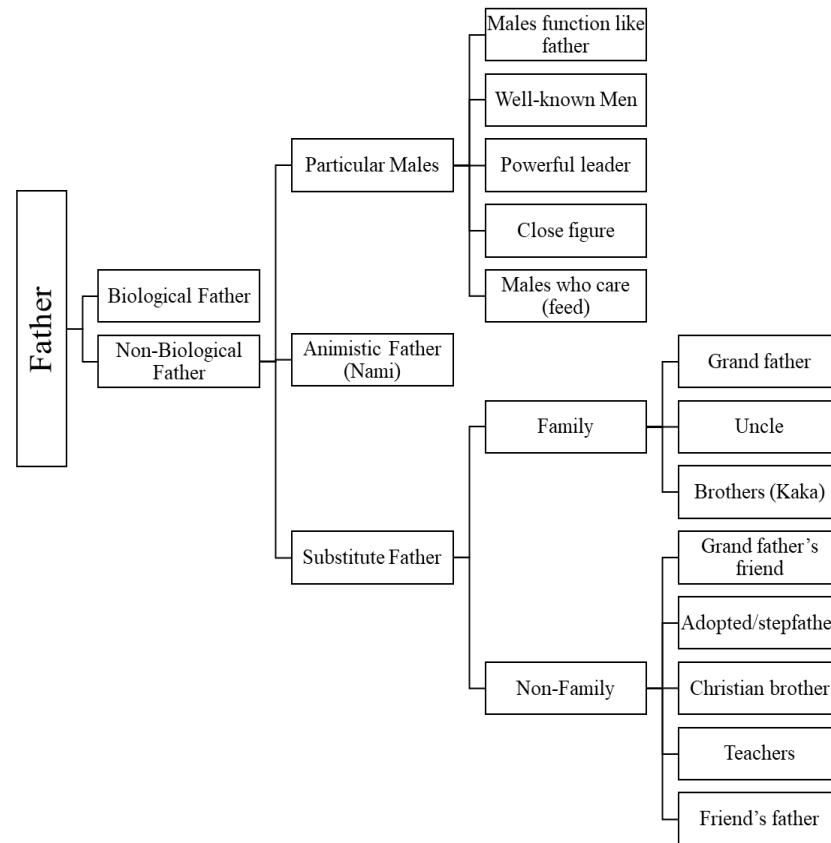 Father
Biological Father
Non-Biological
Father
Particular Males
Males function like
father
Well-known Men
Powerful leader
Close figure
Males who care
(feed)
Animistic Father
(Nami)
Substitute Father
Family
Grand father
Uncle
Brothers (Kaka)
Non-Family
Grand father’s
friend
Adopted/stepfathe
Christian brother
Teachers
Friend’s father